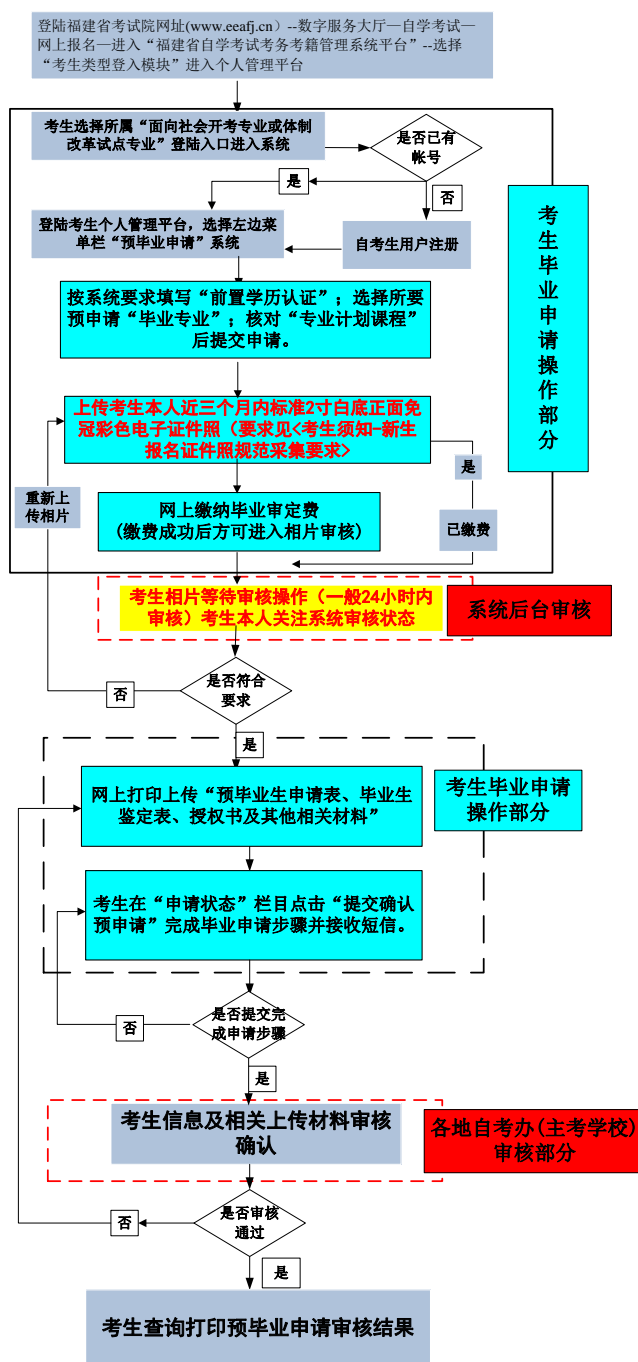 登陆福建省考试院网址(www.eeafj.cn）--数字服务大厅—自学考试—
网上报名—进入“福建省自学考试考务考籍管理系统平台”--选择
“考生类型登入模块”进入个人管理平台
考生选择所属“面向社会开考专业或体制
改革试点专业”登陆入口进入系统
是否已有
帐号
是
否
登陆考生个人管理平台，选择左边菜
单栏“预毕业申请”系统
自考生用户注册
考生毕业申请操作部分
按系统要求填写“前置学历认证”；选择所要
预申请“毕业专业”；核对“专业计划课程”
后提交申请。
上传考生本人近三个月内标准2寸白底正面免
冠彩色电子证件照（要求见<考生须知-新生
报名证件照规范采集要求>
是
重新上
传相片
网上缴纳毕业审定费
(缴费成功后方可进入相片审核）
已缴费
考生相片等待审核操作（一般24小时内
审核）考生本人关注系统审核状态
系统后台审核
是否符合
要求
否
是
网上打印上传“预毕业生申请表、毕业生
鉴定表、授权书及其他相关材料”
考生毕业申请
操作部分
考生在“申请状态”栏目点击“提交确认
预申请”完成毕业申请步骤并接收短信。
是否提交完
成申请步骤
否
是
考生信息及相关上传材料审核
确认
各地自考办(主考学校)
审核部分
是否审核
通过
否
是
考生查询打印预毕业申请审核结果